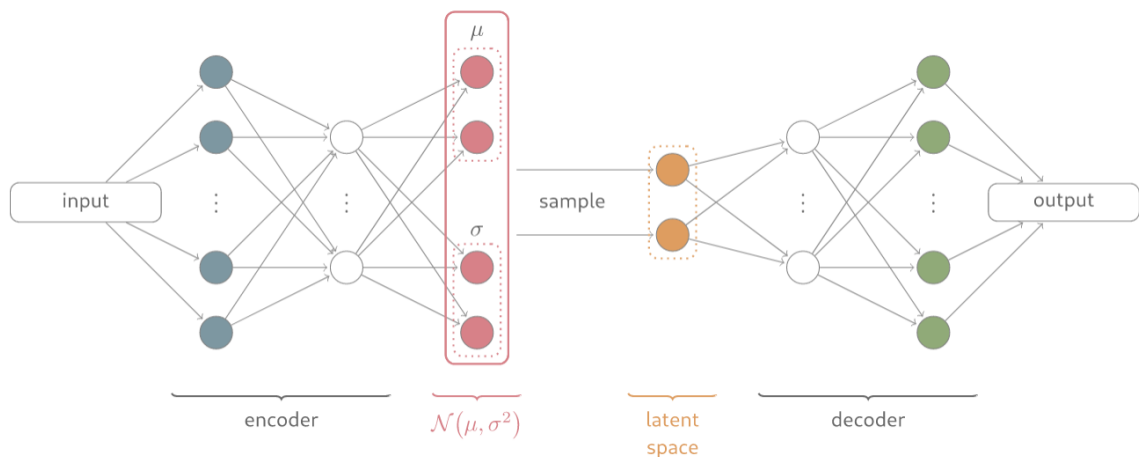 μ
input
σ
sample
output
encoder
𝒩(μ, σ²)
latent
space
decoder